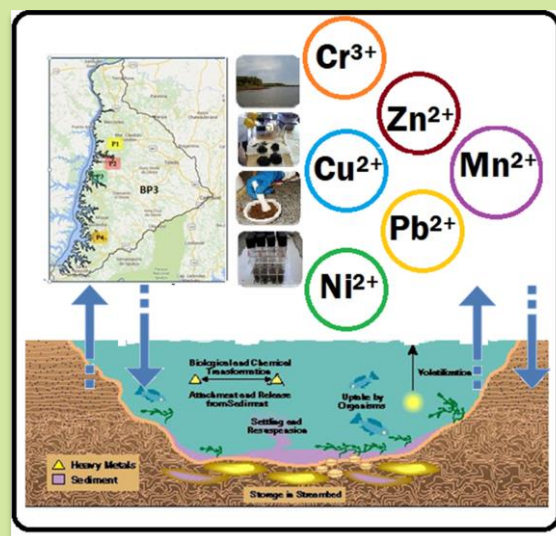 P1
P2
P3
P4
BP3
Cr3+
Zn2+
Cu2+
Mn2+
Pb2+
Ni2+
Biological and Chemical
Transformation
Attachment and Release
from Sediment
Settling and
Resuspension
Uptake by
Organisms
Volatilization
Heavy Metals
Sediment
Storage in Streambed